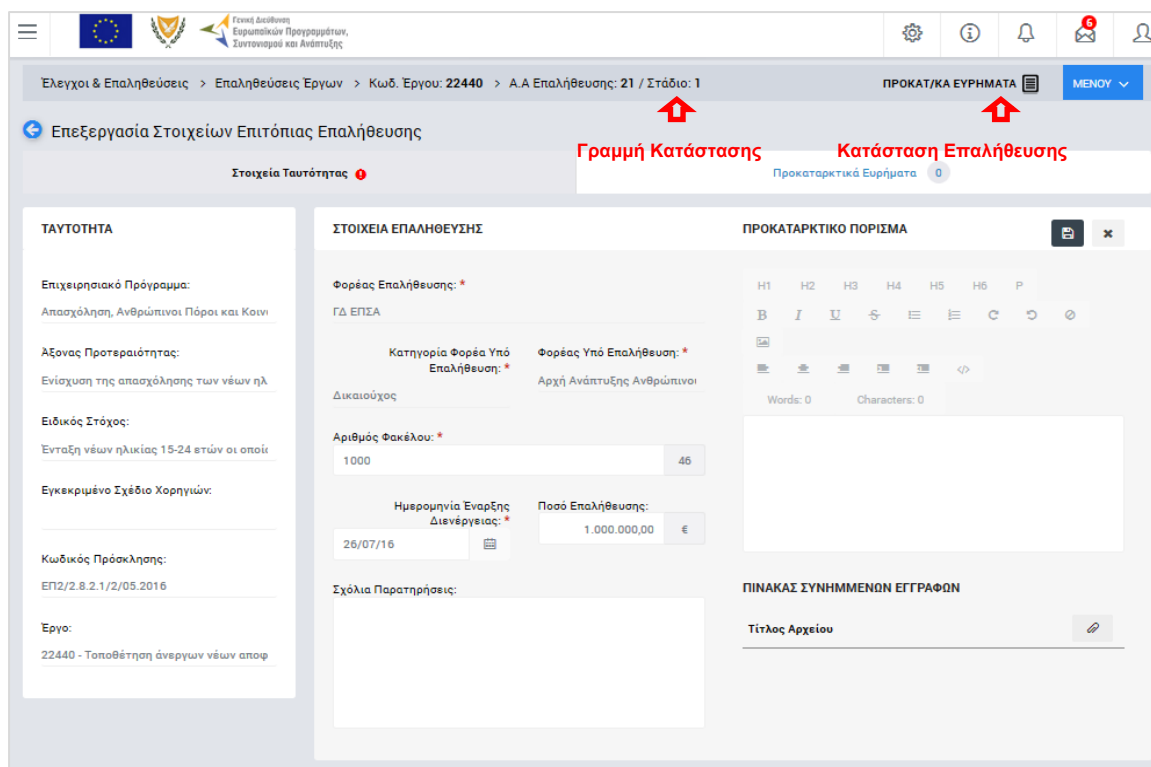 Γενική Διεύθυνση
Ευρωπαϊκών Προγραμμάτων,
Συντονισμού και Ανάπτυξης
6
Έλεγχοι & Επαληθεύσεις > Επαληθεύσεις Έργων > Κωδ. Έργου: 22440 > Α.Α Επαλήθευσης: 21 / Στάδιο: 1
ΠΡΟΚΑΤ/ΚΑ ΕΥΡΗΜΑΤΑ
ΜΕΝΟΥ
Επεξεργασία Στοιχείων Επιτόπιας Επαλήθευσης
Γραμμή Κατάστασης
Κατάσταση Επαλήθευσης
Στοιχεία Ταυτότητας
Προκαταρκτικά Ευρήματα 0
ΤΑΥΤΟΤΗΤΑ
Επιχειρησιακό Πρόγραμμα:
Απασχόληση, Ανθρώπινοι Πόροι και Κοινι
Άξονας Προτεραιότητας:
Ενίσχυση της απασχόλησης των νέων ηλ
Ειδικός Στόχος:
Ένταξη νέων ηλικίας 15-24 ετών οι οποίο
Εγκεκριμένο Σχέδιο Χορηγιών:
Κωδικός Πρόσκλησης:
ΕΠ2/2.8.2.1/2/05.2016
Έργο:
22440 - Τοποθέτηση άνεργων νέων αποφ
ΣΤΟΙΧΕΙΑ ΕΠΑΛΗΘΕΥΣΗΣ
Φορέας Επαλήθευσης: *
ΓΔ ΕΠΣΑ
Κατηγορία Φορέα Υπό
Επαλήθευση: *
Δικαιούχος
Φορέας Υπό Επαλήθευση: *
Αρχή Ανάπτυξης Ανθρώπινοι
Αριθμός Φακέλου: *
1000 46
Ημερομηνία Έναρξης
Διενέργειας: *
26/07/16
Ποσό Επαλήθευσης:
1.000.000,00 €
Σχόλια Παρατηρήσεις:
ΠΡΟΚΑΤΑΡΚΤΙΚΟ ΠΟΡΙΣΜΑ
H1 H2 H3 H4 H5 H6 P
B I U S
Words: 0 Characters: 0
ΠΙΝΑΚΑΣ ΣΥΝΗΜΜΕΝΩΝ ΕΓΓΡΑΦΩΝ
Τίτλος Αρχείου